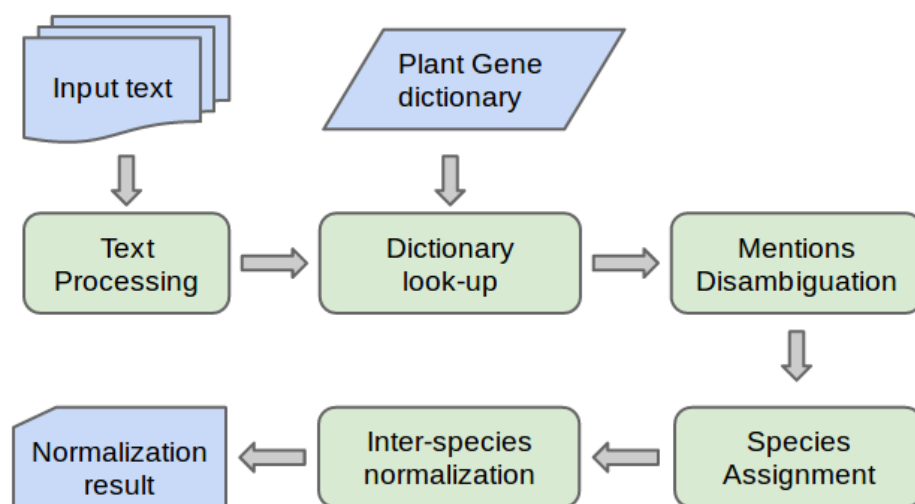 Input text
Plant Gene
dictionary
Text
Processing
Dictionary
look-up
Mentions
Disambiguation
Species
Assignment
Inter-species
normalization
Normalization
result